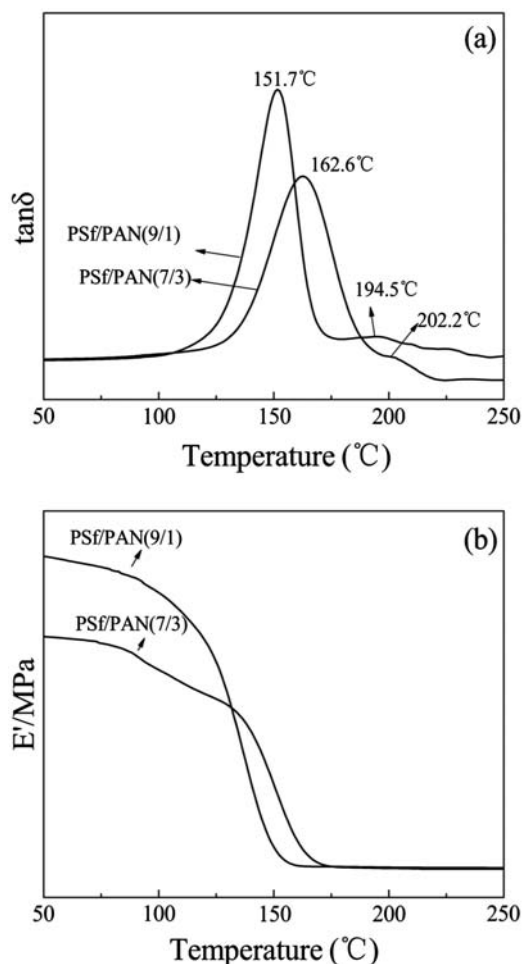 (a)
151.7℃
162.6℃
PSf/PAN(9/1)
PSf/PAN(7/3)
194.5℃
202.2℃
tanδ
50 100 150 200 250
Temperature (℃)
(b)
PSf/PAN(9/1)
PSf/PAN(7/3)
E'/MPa
50 100 150 200 250
Temperature (℃)